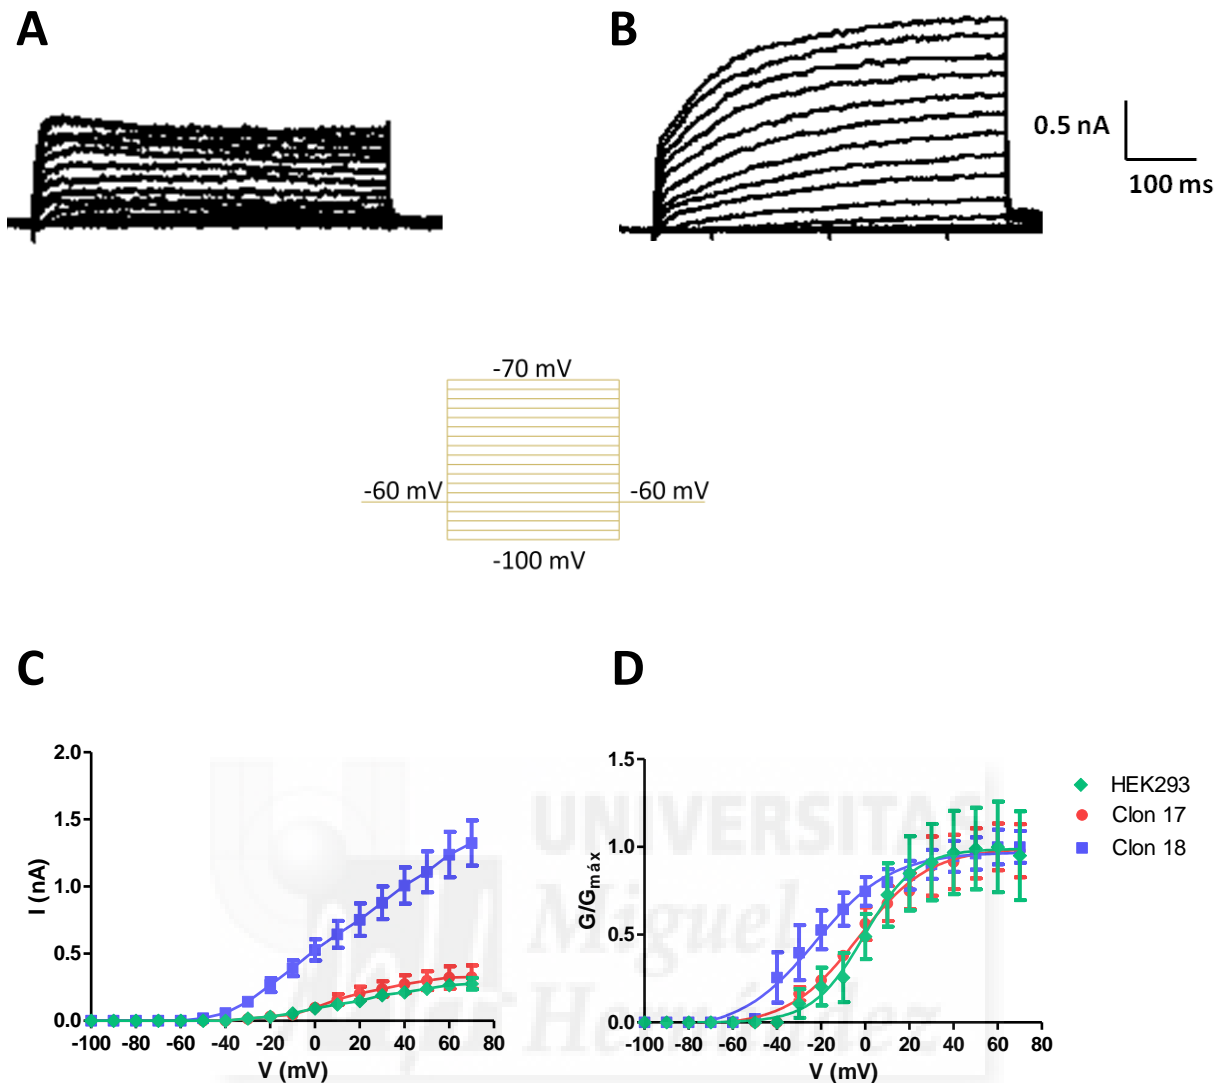 A
B
0.5 nA
100 ms
-70 mV
-60 mV
-60 mV
-100 mV
C
D
2.0
1.5
1.0
0.5
0.0
-100 -80 -60 -40 -20 0 20 40 60 80
I (nA)
V (mV)
1.5
1.0
0.5
0.0
-100 -80 -60 -40 -20 0 20 40 60 80
G/Gmáx
V (mV)
HEK293
Clon 17
Clon 18
UNIVERSITAS
Miguel
Hernández